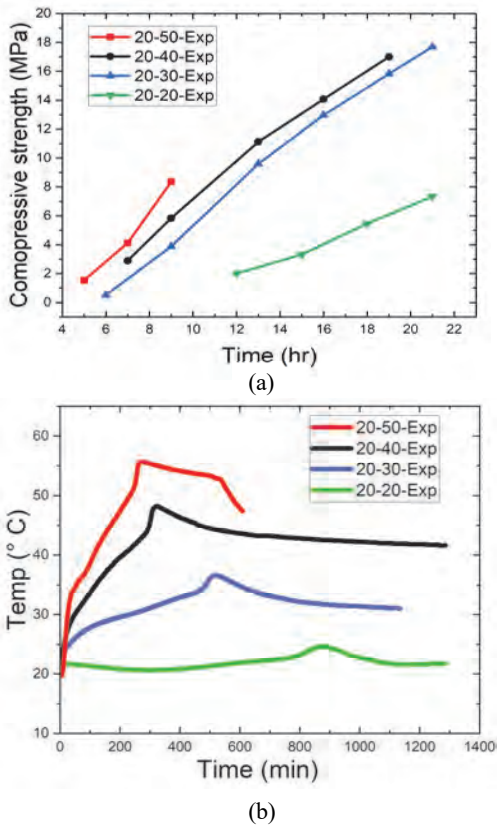 20
18
16
14
12
10
8
6
4
2
0
Comopressive strength (MPa)
20-50-Exp
20-40-Exp
20-30-Exp
20-20-Exp
4 6 8 10 12 14 16 18 20 22
Time (hr)
(a)
60
50
40
30
20
10
Temp (° C)
20-50-Exp
20-40-Exp
20-30-Exp
20-20-Exp
0 200 400 600 800 1000 1200 1400
Time (min)
(b)